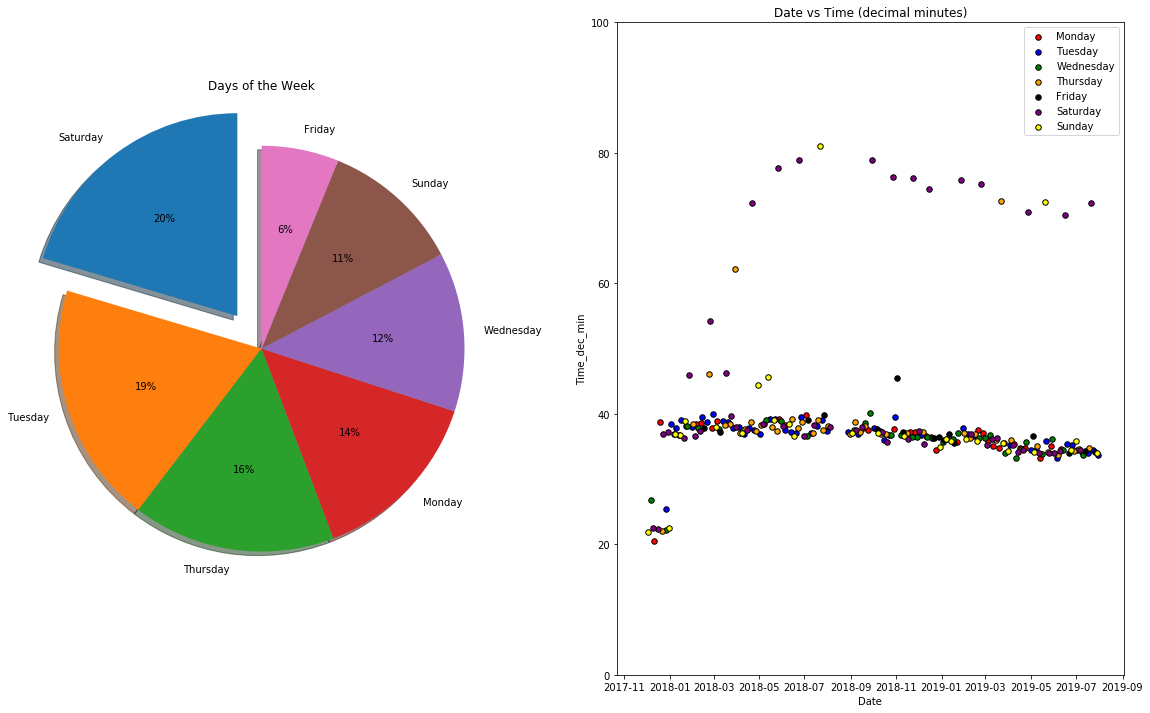 Days of the Week
Saturday
Friday
Sunday
Wednesday
Monday
Thursday
Tuesday
20%
6%
11%
12%
14%
16%
19%
Date vs Time (decimal minutes)
Monday
Tuesday
Wednesday
Thursday
Friday
Saturday
Sunday
Time_dec_min
100
80
60
40
20
0
2017-11 2018-01 2018-03 2018-05 2018-07 2018-09 2018-11 2019-01 2019-03 2019-05 2019-07 2019-09
Date